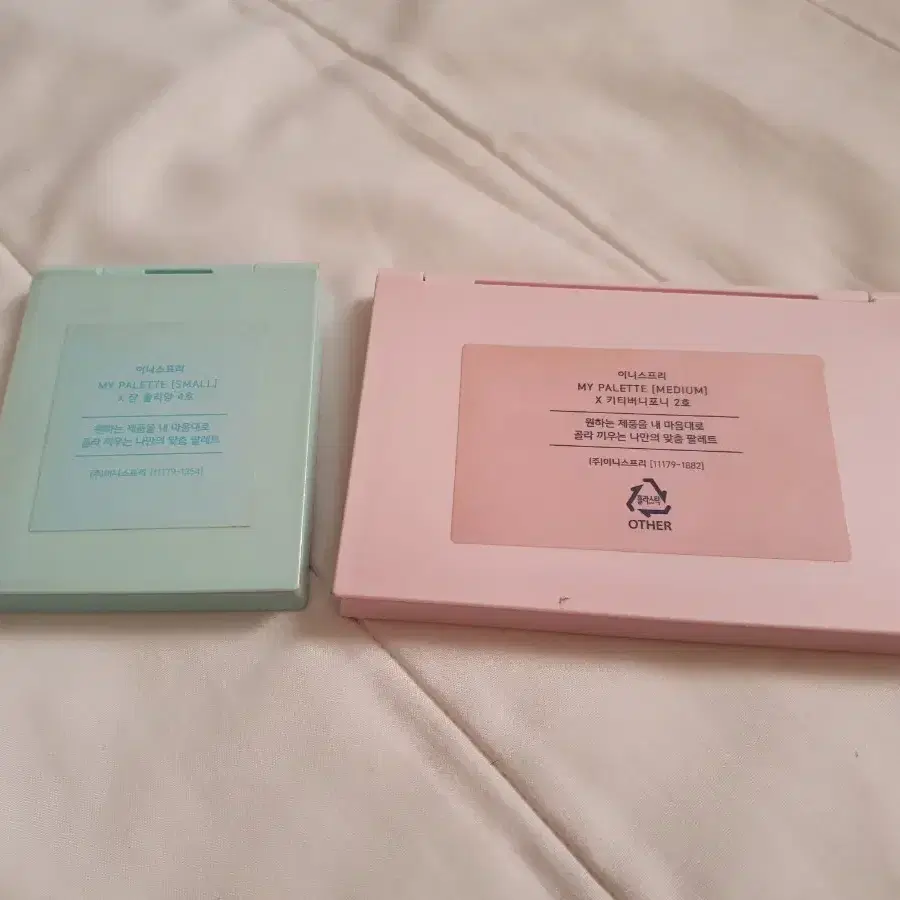 이니스프리
MY PALETTE [SMALL]
X 장 줄리앙 4호
원하는 제품을 내 마음대로
골라 끼우는 나만의 맞춤 팔레트
(주)이니스프리 [11179-1854]
이니스프리
MY PALETTE [MEDIUM]
X 키티버니포니 2호
원하는 제품을 내 마음대로
골라 끼우는 나만의 맞춤 팔레트
(주)이니스프리 [11179-1882]
플라스틱
OTHER